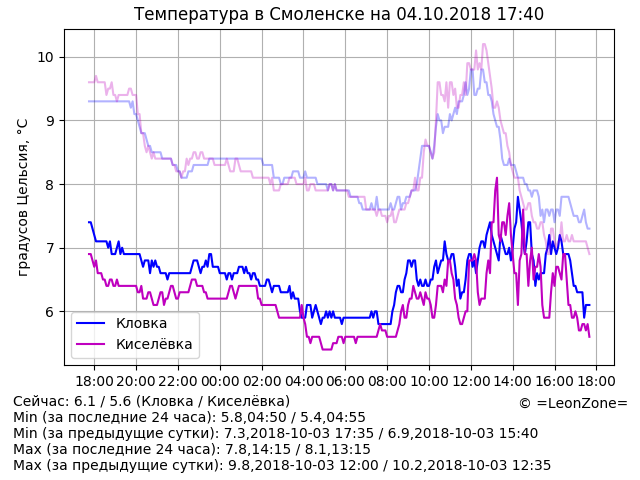 Температура в Смоленске на 04.10.2018 17:40
градусов Цельсия, °C
10
9
8
7
6
Кловка
Киселёвка
18:00 20:00 22:00 00:00 02:00 04:00 06:00 08:00 10:00 12:00 14:00 16:00 18:00
Сейчас: 6.1 / 5.6 (Кловка / Киселёвка)
© =LeonZone=
Min (за последние 24 часа): 5.8,04:50 / 5.4,04:55
Min (за предыдущие сутки): 7.3,2018-10-03 17:35 / 6.9,2018-10-03 15:40
Max (за последние 24 часа): 7.8,14:15 / 8.1,13:15
Max (за предыдущие сутки): 9.8,2018-10-03 12:00 / 10.2,2018-10-03 12:35